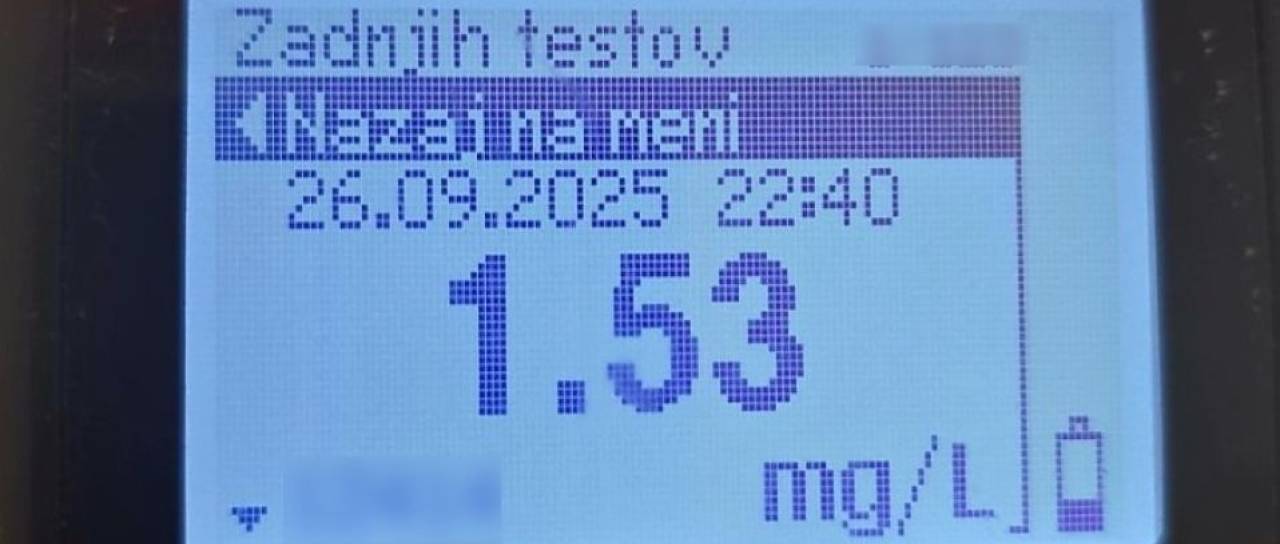 Zadnjih testov
Nazaj na meni
26.09.2025 22:40
1.53
mg/L